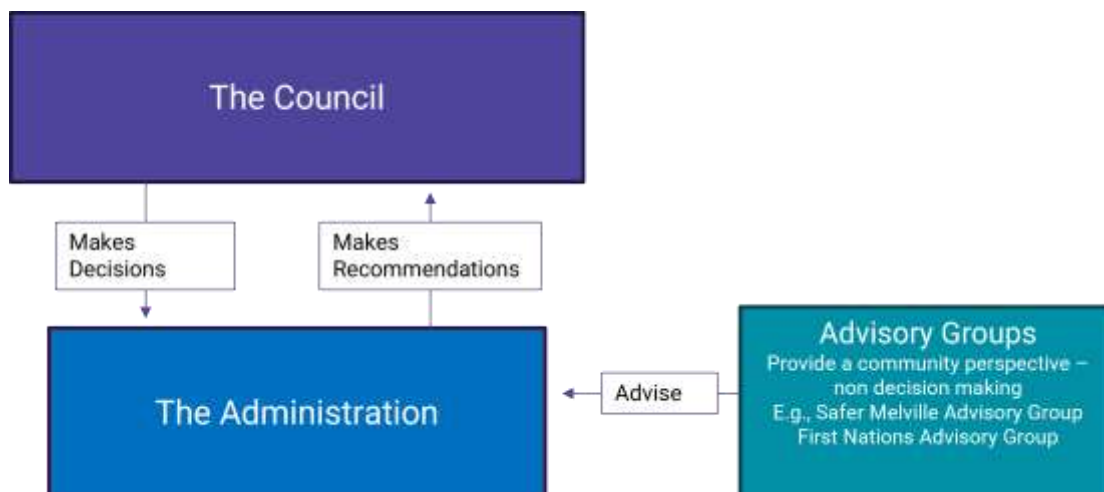 The Council
Makes
Decisions
Makes
Recommendations
The Administration
Advise
Advisory Groups
Provide a community perspective –
non decision making
E.g., Safer Melville Advisory Group
First Nations Advisory Group